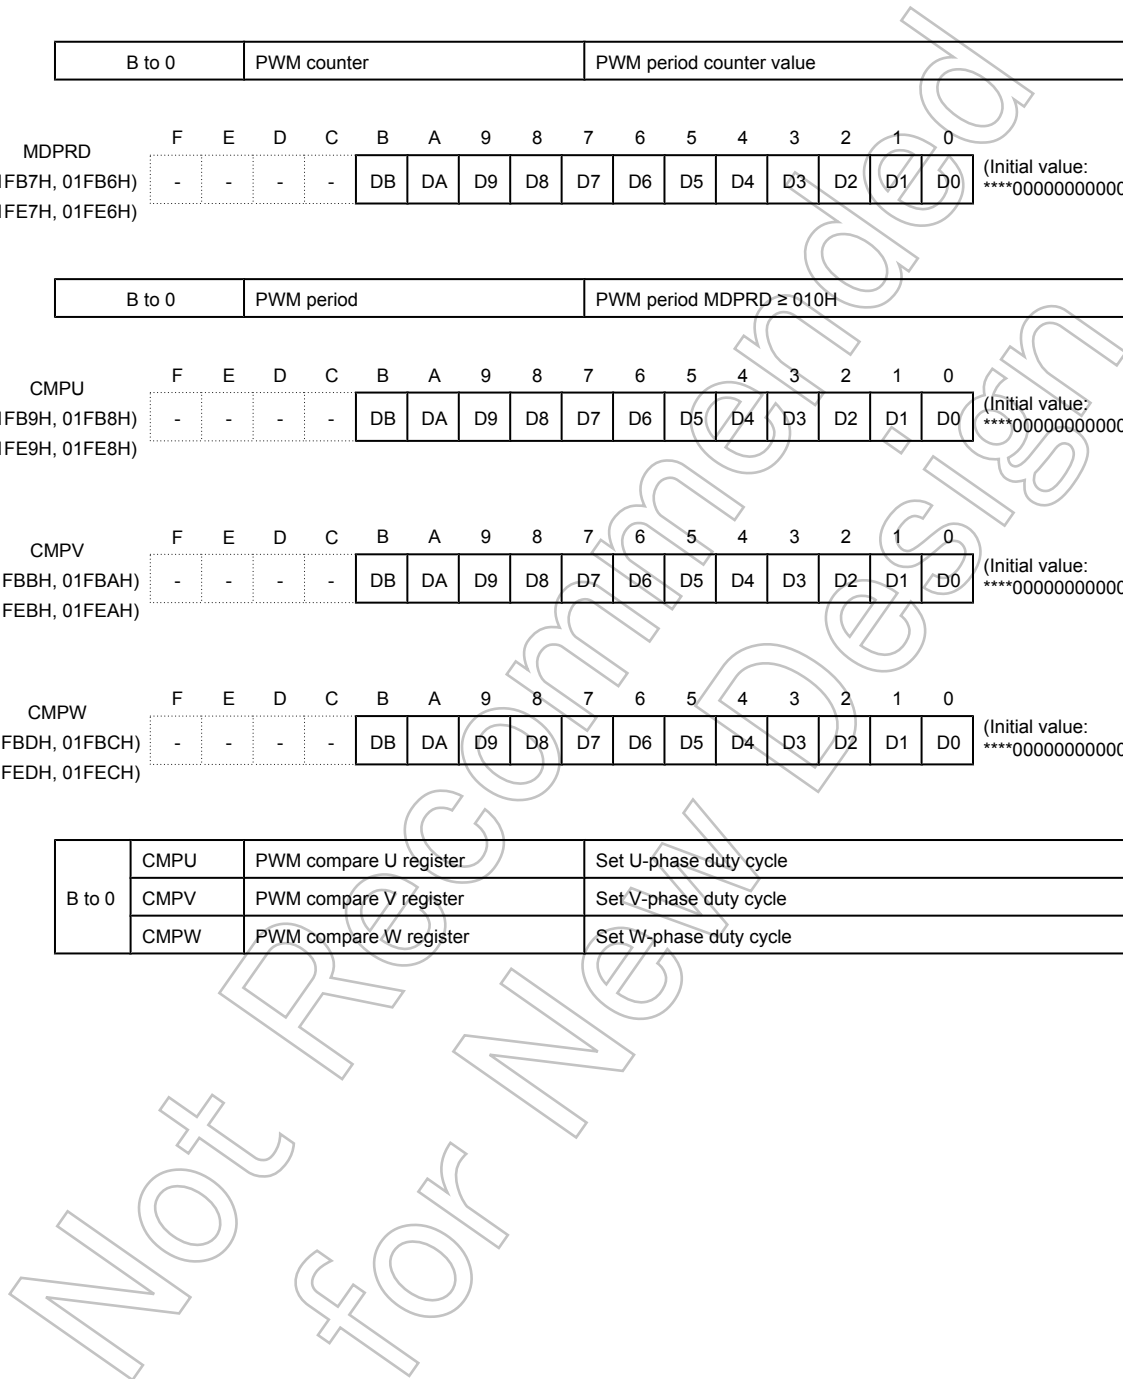 B to 0 PWM counter PWM period counter value
F E D C B A 9 8 7 6 5 4 3 2 1 0
MDPRD
1FB7H, 01FB6H) - - - - DB DA D9 D8 D7 D6 D5 D4 D3 D2 D1 D0 (Initial value:
****00000000000
1FE7H, 01FE6H)
B to 0 PWM period PWM period MDPRD ≥ 010H
F E D C B A 9 8 7 6 5 4 3 2 1 0
CMPU
1FB9H, 01FB8H) - - - - DB DA D9 D8 D7 D6 D5 D4 D3 D2 D1 D0 (Initial value:
****00000000000
1FE9H, 01FE8H)
F E D C B A 9 8 7 6 5 4 3 2 1 0
CMPV
FBBH, 01FBAH) - - - - DB DA D9 D8 D7 D6 D5 D4 D3 D2 D1 D0 (Initial value:
****00000000000
FEBH, 01FEAH)
F E D C B A 9 8 7 6 5 4 3 2 1 0
CMPW
FBDH, 01FBCH) - - - - DB DA D9 D8 D7 D6 D5 D4 D3 D2 D1 D0 (Initial value:
****00000000000
FEDH, 01FECH)
B to 0 CMPU PWM compare U register Set U-phase duty cycle
CMPV PWM compare V register Set V-phase duty cycle
CMPW PWM compare W register Set W-phase duty cycle
Not Recommended
for New Design